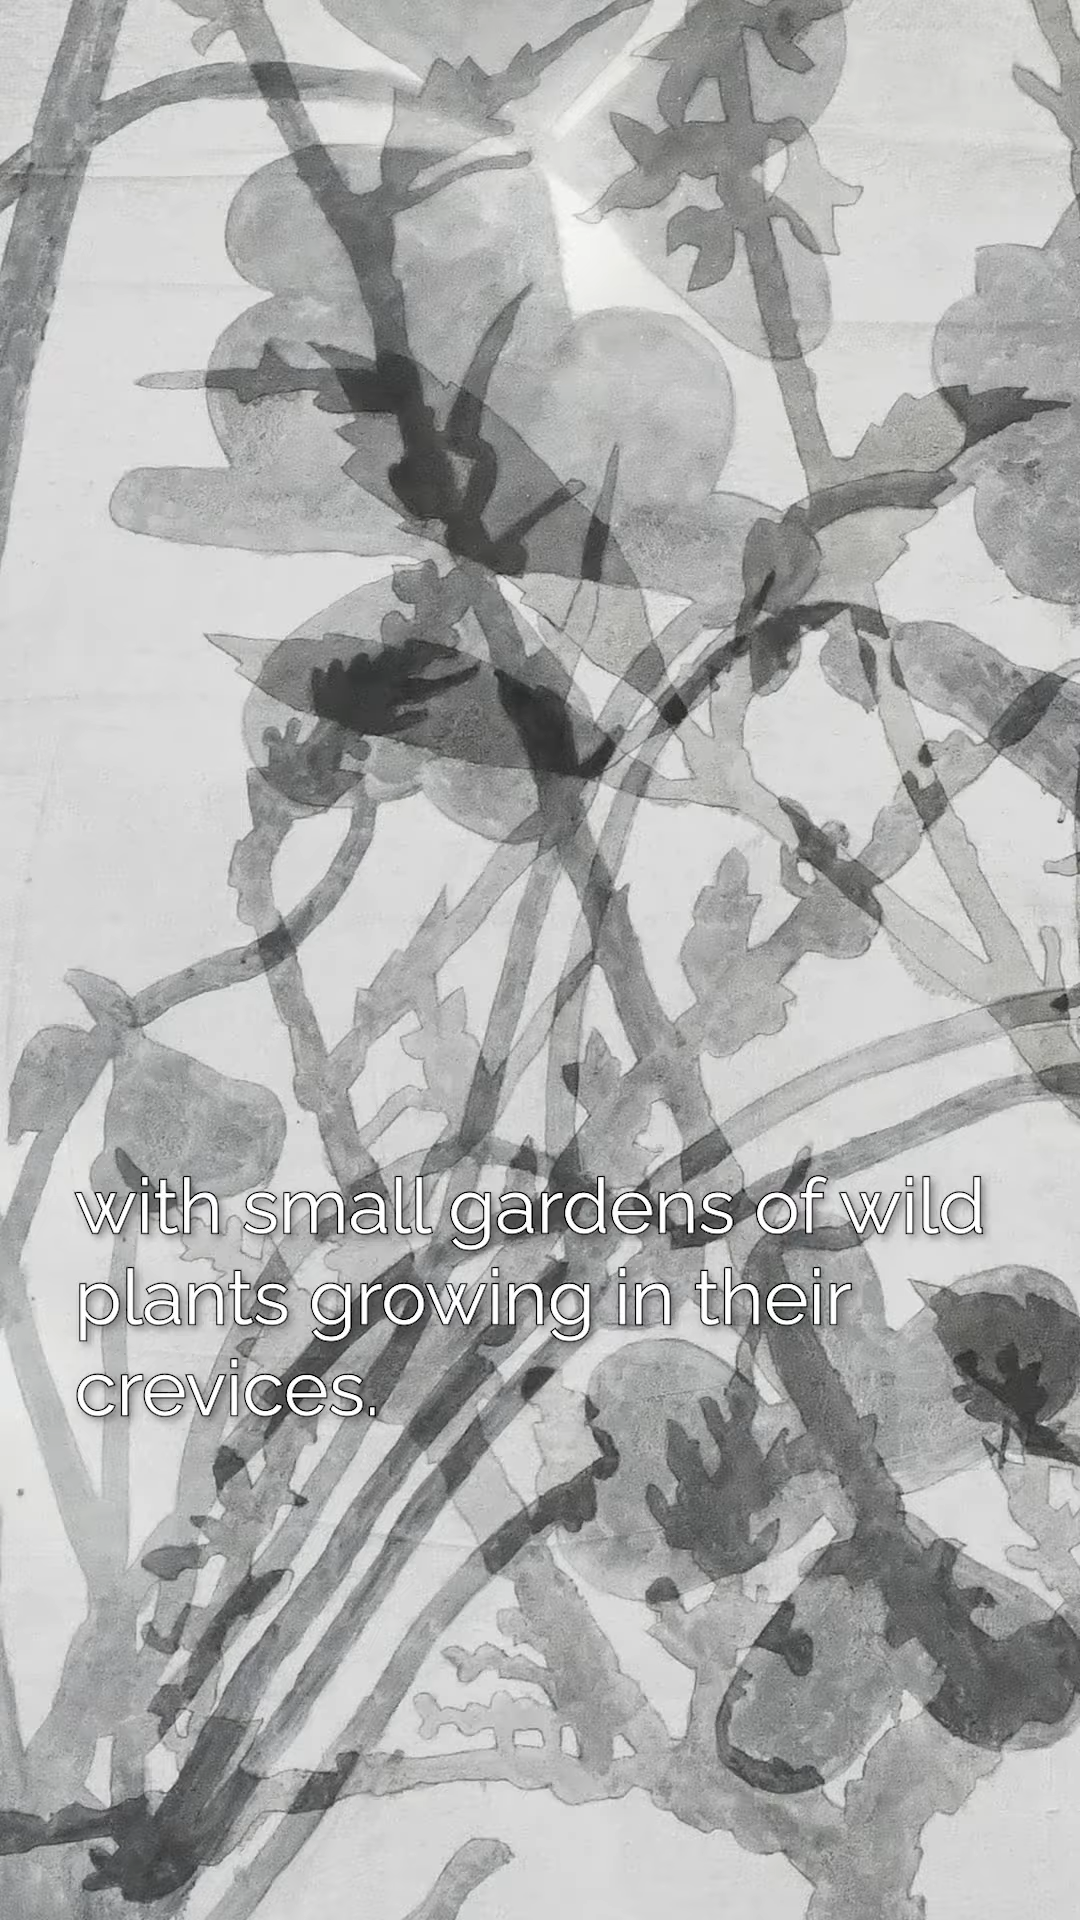 with small gardens of wild
plants growing in their
crevices.